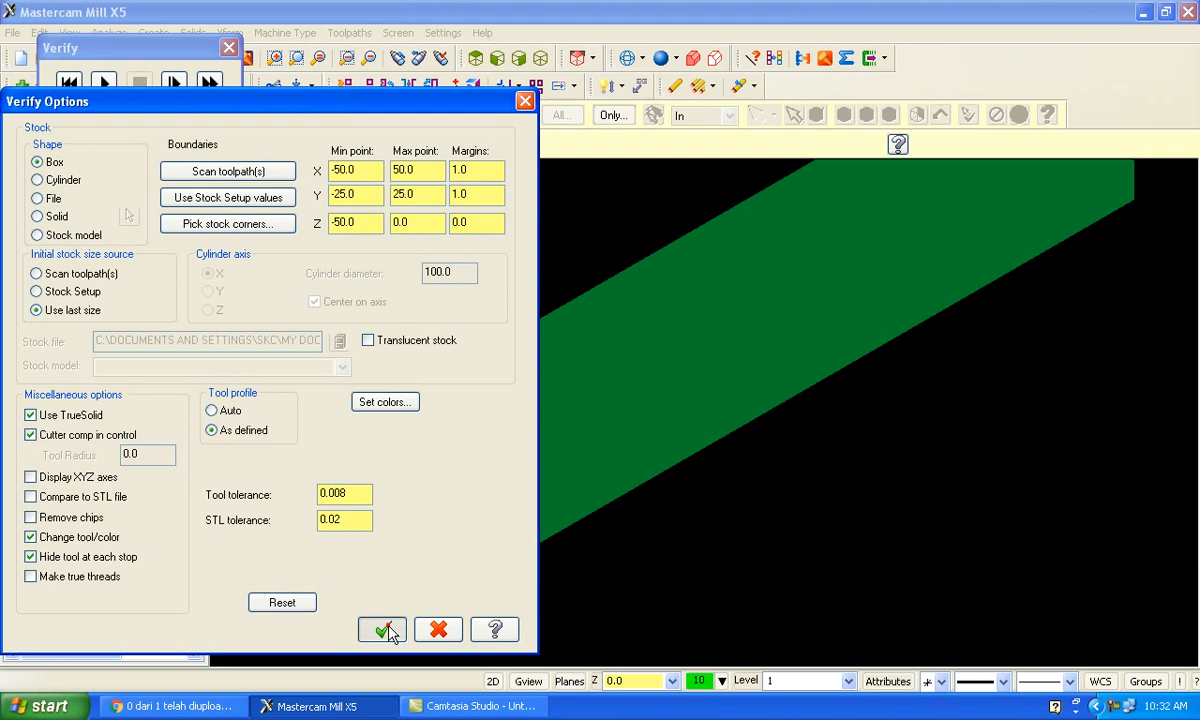 Mastercam Mill X5
File Edit View Analyze Create Solids Xform Machine Type Toolpaths Screen Settings Help
Verify
Verify Options
All...
Only...
In
Stock
Shape
Box
Cylinder
File
Solid
Stock model
Boundaries
Scan toolpath(s)
Use Stock Setup values
Pick stock corners...
Min point: Max point: Margins:
X -50.0 50.0 1.0
Y -25.0 25.0 1.0
Z -50.0 0.0 0.0
Initial stock size source
Scan toolpath(s)
Stock Setup
Use last size
Cylinder axis
X
Y
Z
Cylinder diameter: 100.0
Center on axis
Stock file: C:\DOCUMENTS AND SETTINGS\SKC\MY DOC
Translucent stock
Stock model:
Miscellaneous options
Use TrueSolid
Cutter comp in control
Tool Radius 0.0
Display XYZ axes
Compare to STL file
Remove chips
Change tool/color
Hide tool at each stop
Make true threads
Tool profile
Auto
As defined
Set colors...
Tool tolerance: 0.008
STL tolerance: 0.02
Reset
2D Gview Planes Z 0.0 10 Level 1 Attributes WCS Groups ! ?
start
0 dari 1 telah diuploa...
Mastercam Mill X5
Camtasia Studio - Unt...
10:32 AM